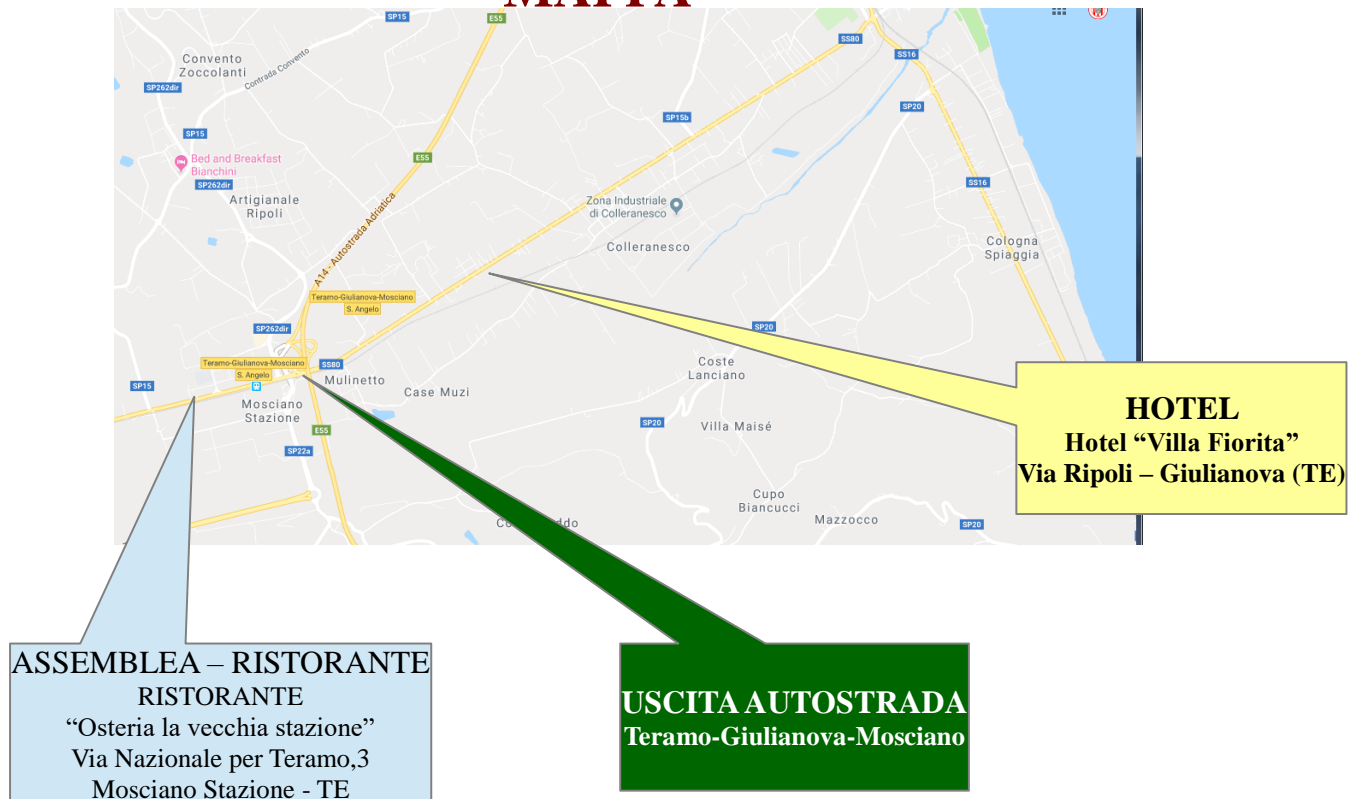 MAPPA
SP15
E55
SS80
SS16
Convento
Zoccolanti
Contrada Convento
SP262dir
SP20
SP15b
SP15
E55
Bed and Breakfast
Bianchini
SP262dir
SS16
Artigianale
Ripoli
Zona Industriale
di Colleranesco
A14 - Autostrada Adriatica
Colleranesco
Cologna
Spiaggia
Teramo-Giulianova-Mosciano
S. Angelo
SP262dir
SP20
Teramo-Giulianova-Mosciano
S. Angelo
SS80
Coste
Lanciano
SP15
Mulinetto
Case Muzi
Mosciano
Stazione
E55
SP20
Villa Maisé
SP22a
Cupo
Biancucci
Mazzocco
SP20
HOTEL
Hotel “Villa Fiorita”
Via Ripoli – Giulianova (TE)
ASSEMBLEA – RISTORANTE
RISTORANTE
“Osteria la vecchia stazione”
Via Nazionale per Teramo,3
Mosciano Stazione - TE
USCITA AUTOSTRADA
Teramo-Giulianova-Mosciano